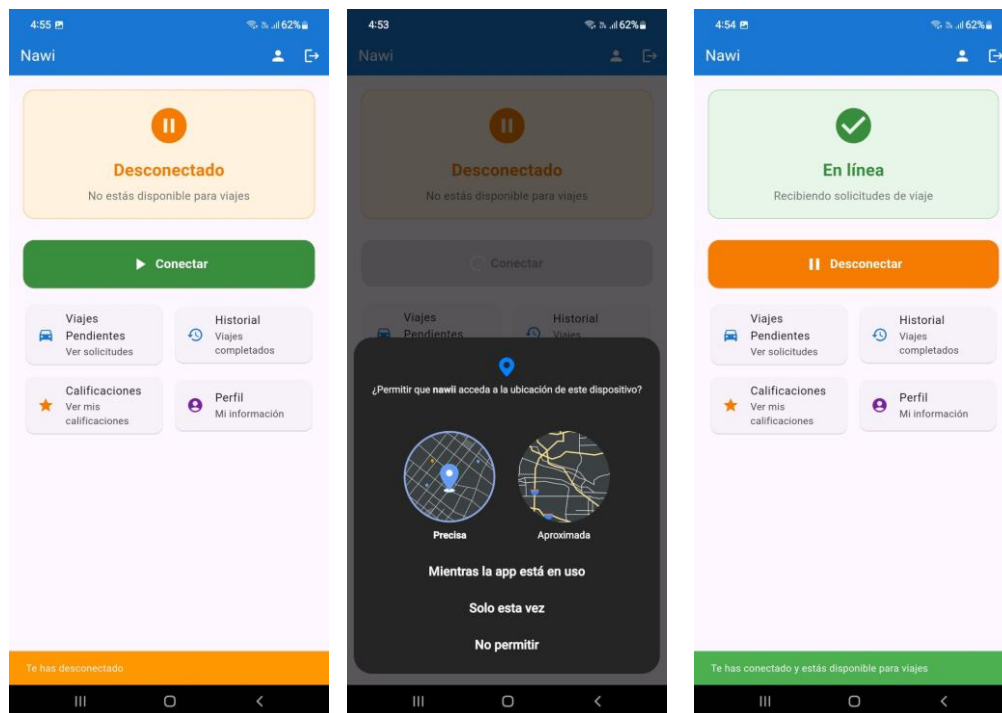 4:55
62%
Nawi
Desconectado
No estás disponible para viajes
Conectar
Viajes
Pendientes
Ver solicitudes
Historial
Viajes
completados
Calificaciones
Ver mis
calificaciones
Perfil
Mi información
Te has desconectado
4:53
62%
Nawi
Desconectado
No estás disponible para viajes
Conectar
Viajes
Pendientes
Historial
Viajes
¿Permitir que nawii acceda a la ubicación de este dispositivo?
Precisa
Aproximada
Mientras la app está en uso
Solo esta vez
No permitir
4:54
62%
Nawi
En línea
Recibiendo solicitudes de viaje
Desconectar
Viajes
Pendientes
Ver solicitudes
Historial
Viajes
completados
Calificaciones
Ver mis
calificaciones
Perfil
Mi información
Te has conectado y estás disponible para viajes